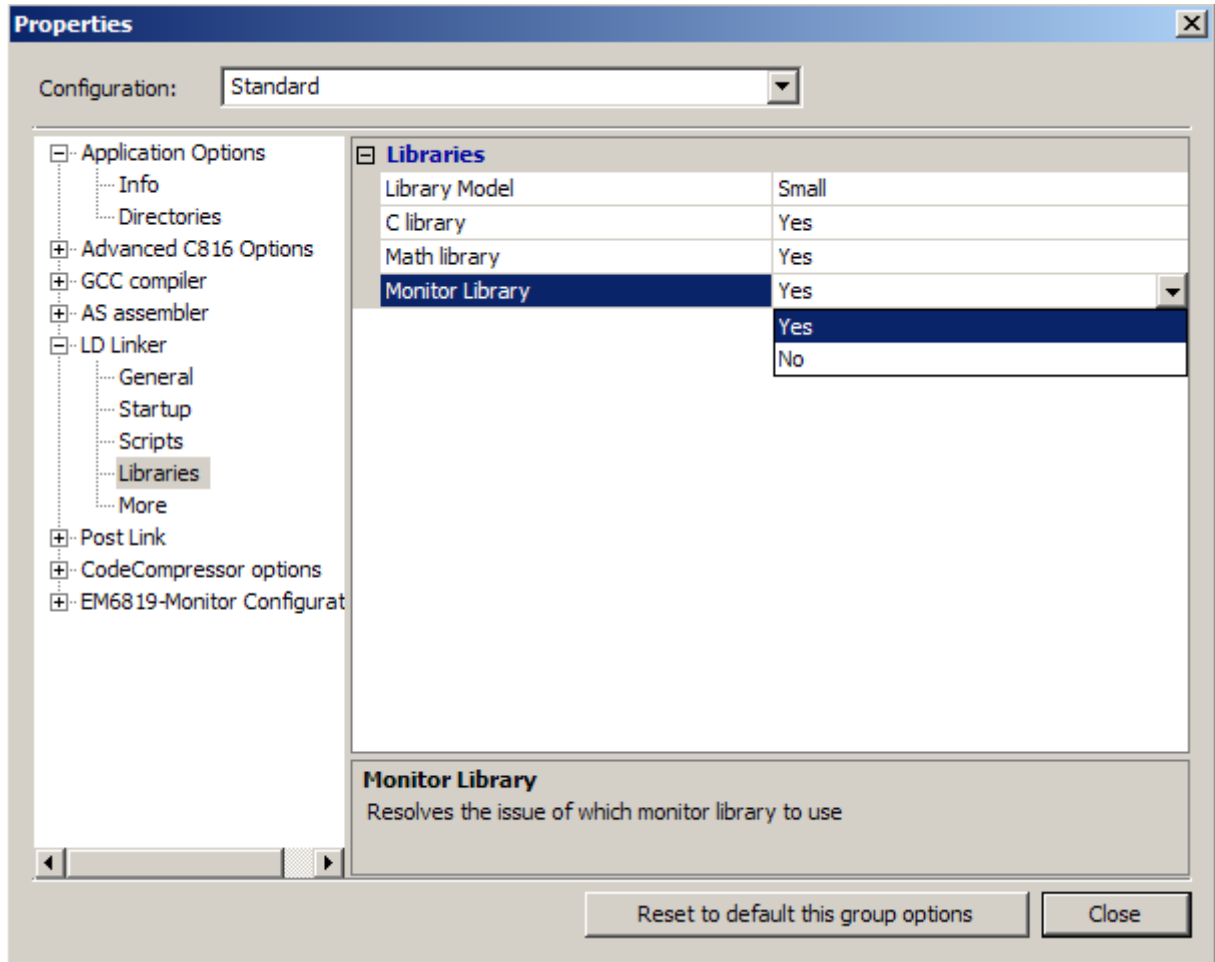 Properties
Configuration: Standard
Application Options
Info
Directories
Advanced C816 Options
GCC compiler
AS assembler
LD Linker
General
Startup
Scripts
Libraries
More
Post Link
CodeCompressor options
EM6819-Monitor Configurat
Libraries
Library Model Small
C library Yes
Math library Yes
Monitor Library Yes
Yes
No
Monitor Library
Resolves the issue of which monitor library to use
Reset to default this group options Close